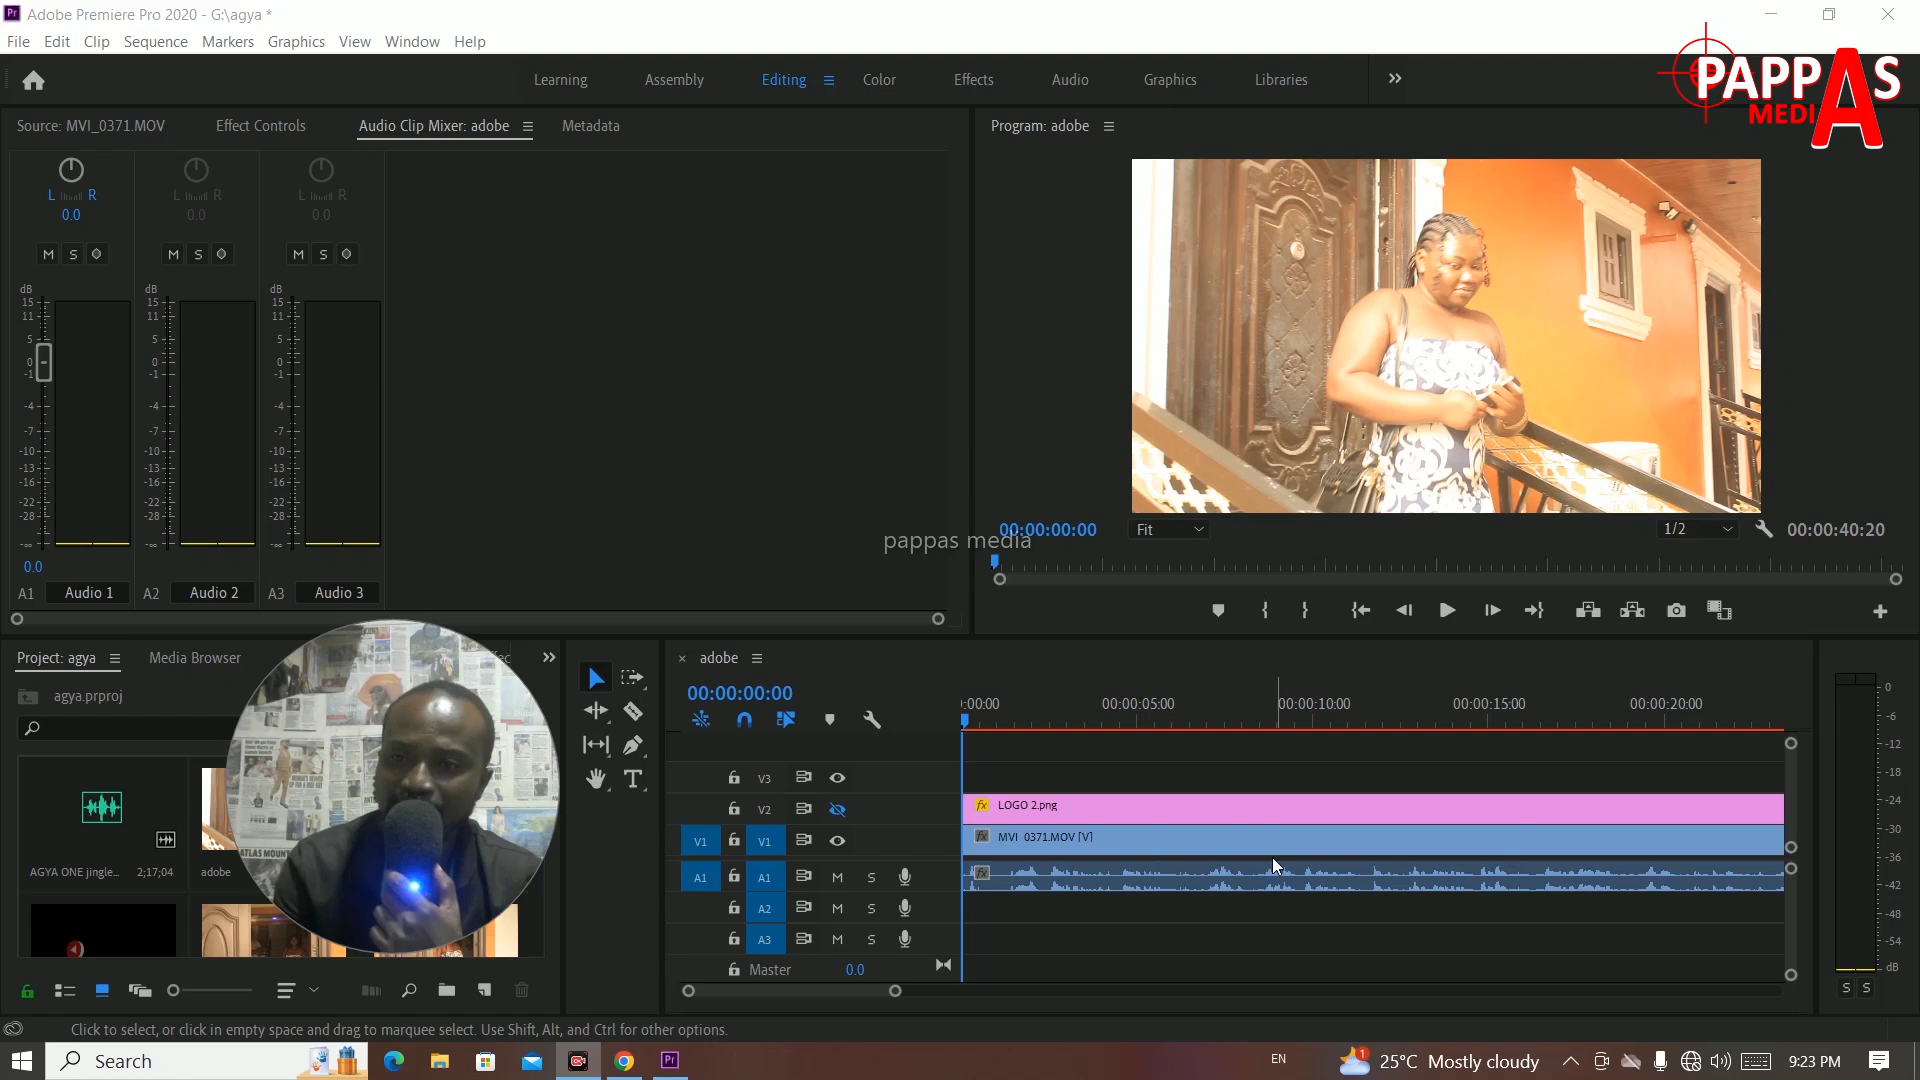 Adobe Premiere Pro 2020 - G:\agya *
File Edit Clip Sequence Markers Graphics View Window Help
Learning Assembly Editing Color Effects Audio Graphics Libraries
PAPPAS
MEDIA
Source: MVI_0371.MOV Effect Controls Audio Clip Mixer: adobe Metadata
Program: adobe
L R L R L R
0.0 0.0 0.0
M S M S M S
dB dB dB
15 15 15
11 11 11
5 5 5
0 0 0
-1 -1 -1
-4 -4 -4
-7 -7 -7
-10 -10 -10
-13 -13 -13
-16 -16 -16
-22 -22 -22
-28 -28 -28
-∞ -∞ -∞
0.0
A1 Audio 1 A2 Audio 2 A3 Audio 3
00:00:00:00 Fit 1/2 00:00:40:20
pappas media
Project: agya Media Browser
agya.prproj
AGYA ONE jingle... 2;17;04 adobe
ATLAS MOUNT
× adobe
00:00:00:00
:00:00 00:00:05:00 00:00:10:00 00:00:15:00 00:00:20:00
V3
V2 fx LOGO 2.png
V1 V1 fx MVI_0371.MOV [V]
A1 A1 M S fx
A2 M S
A3 M S
Master 0.0
0
-6
-12
-18
-24
-30
-36
-42
-48
-54
dB
S S
Click to select, or click in empty space and drag to marquee select. Use Shift, Alt, and Ctrl for other options.
Search Pr EN 1 25°C Mostly cloudy 9:23 PM